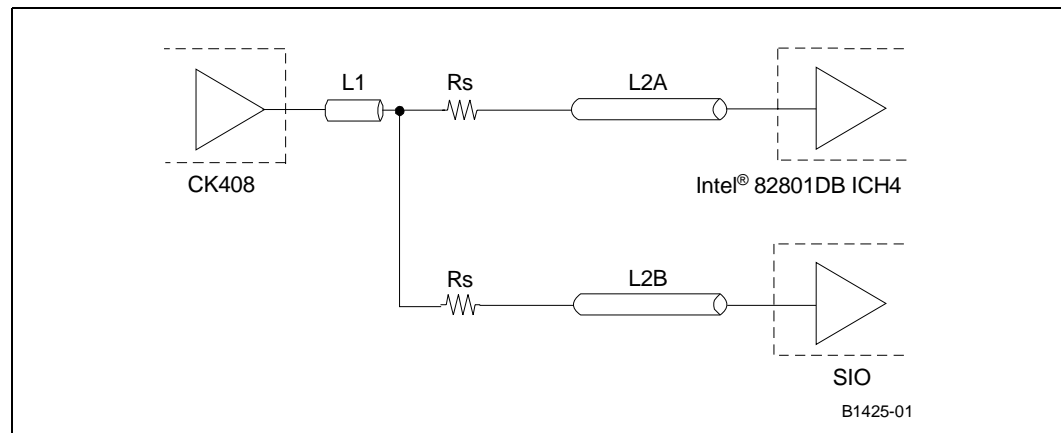 L1
Rs
L2A
CK408
Intel® 82801DB ICH4
Rs
L2B
SIO
B1425-01